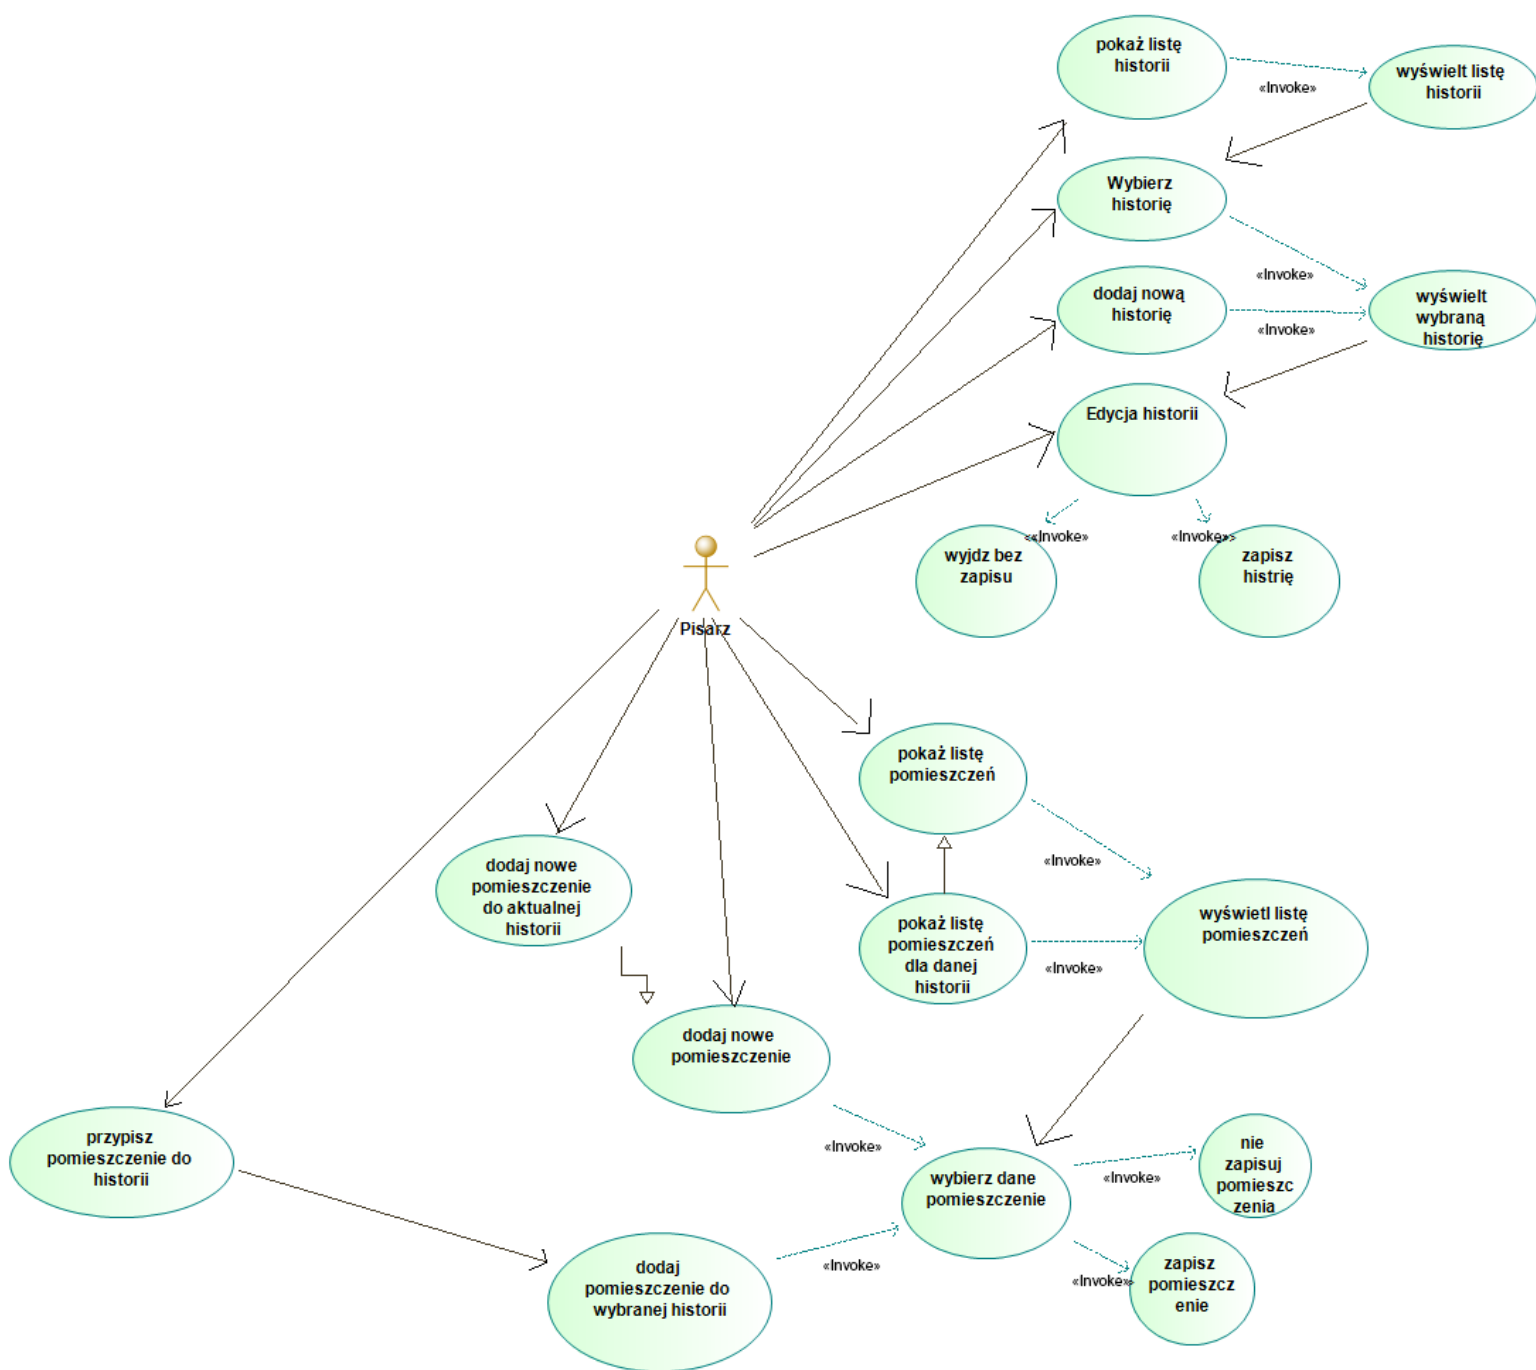 pokaż listę
historii
«Invoke»
wyświelt listę
historii
Wybierz
historię
«Invoke»
dodaj nową
historię
«Invoke»
wyświelt
wybraną
historię
Edycja historii
«Invoke»
«Invoke»
wyjdz bez
zapisu
zapisz
histrię
Pisarz
pokaż listę
pomieszczeń
«Invoke»
dodaj nowe
pomieszczenie
do aktualnej
historii
pokaż listę
pomieszczeń
dla danej
historii
«Invoke»
wyświetl listę
pomieszczeń
dodaj nowe
pomieszczenie
«Invoke»
przypisz
pomieszczenie do
historii
wybierz dane
pomieszczenie
«Invoke»
nie
zapisuj
pomieszc
zenia
dodaj
pomieszczenie do
wybranej historii
«Invoke»
«Invoke»
zapisz
pomieszcz
enie